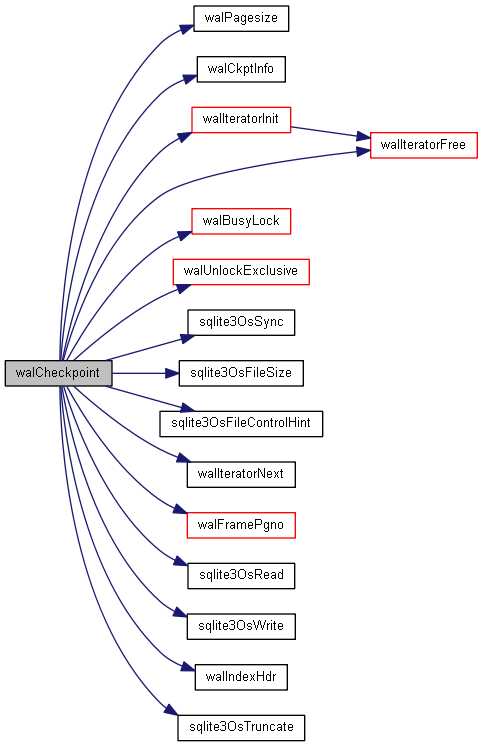 walPagesize
walCkptInfo
walIteratorInit
walIteratorFree
walBusyLock
walUnlockExclusive
sqlite3OsSync
walCheckpoint
sqlite3OsFileSize
sqlite3OsFileControlHint
walIteratorNext
walFramePgno
sqlite3OsRead
sqlite3OsWrite
walIndexHdr
sqlite3OsTruncate